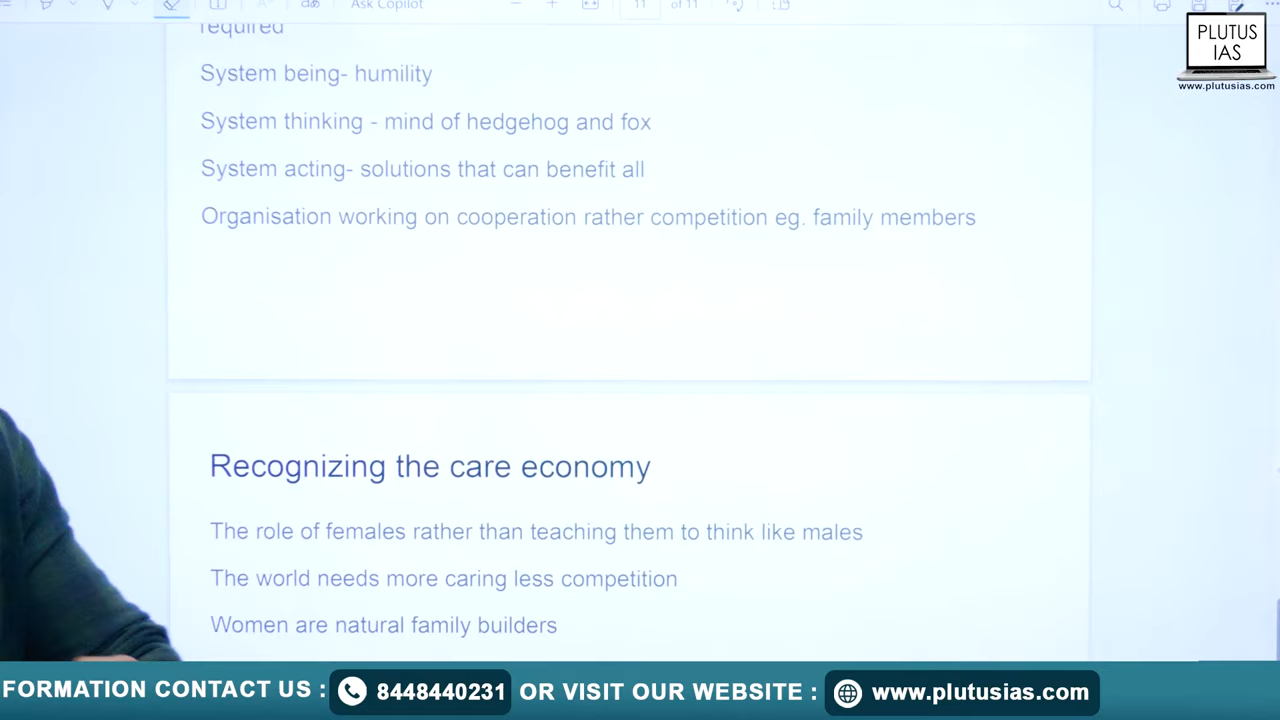 Ask Copilot
11 of 11
PLUTUS
IAS
www.plutusias.com
required
System being- humility
System thinking - mind of hedgehog and fox
System acting- solutions that can benefit all
Organisation working on cooperation rather competition eg. family members
Recognizing the care economy
The role of females rather than teaching them to think like males
The world needs more caring less competition
Women are natural family builders
FORMATION CONTACT US : 8448440231 OR VISIT OUR WEBSITE : www.plutusias.com